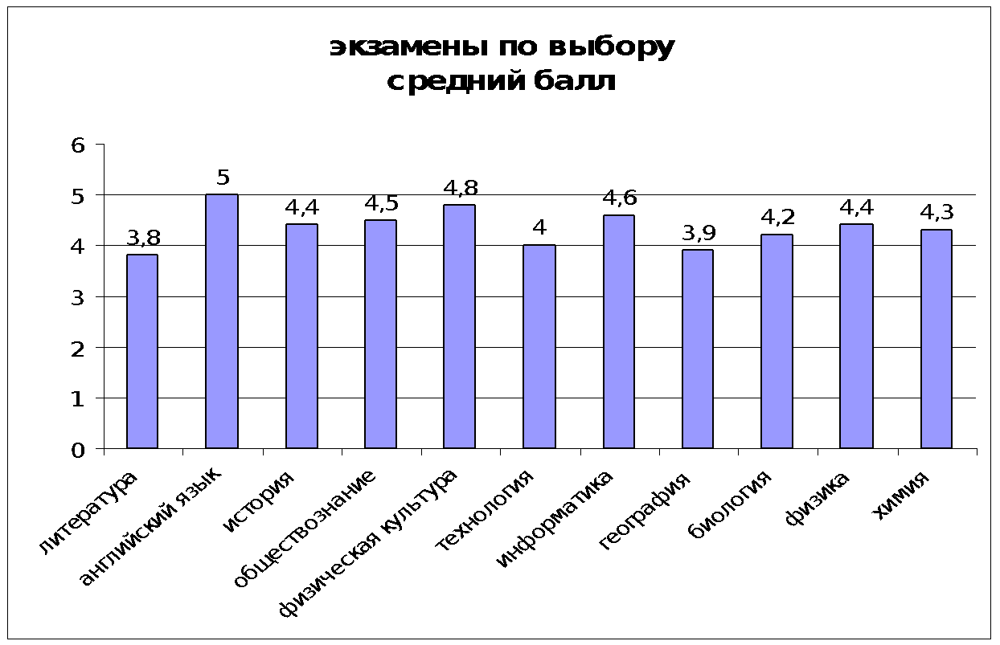 экзамены по выбору
средний балл
6
5
4
3
2
1
0
3,8
5
4,4
4,5
4,8
4
4,6
3,9
4,2
4,4
4,3
литература
английский язык
история
обществознание
физическая культура
технология
информатика
география
биология
физика
химия